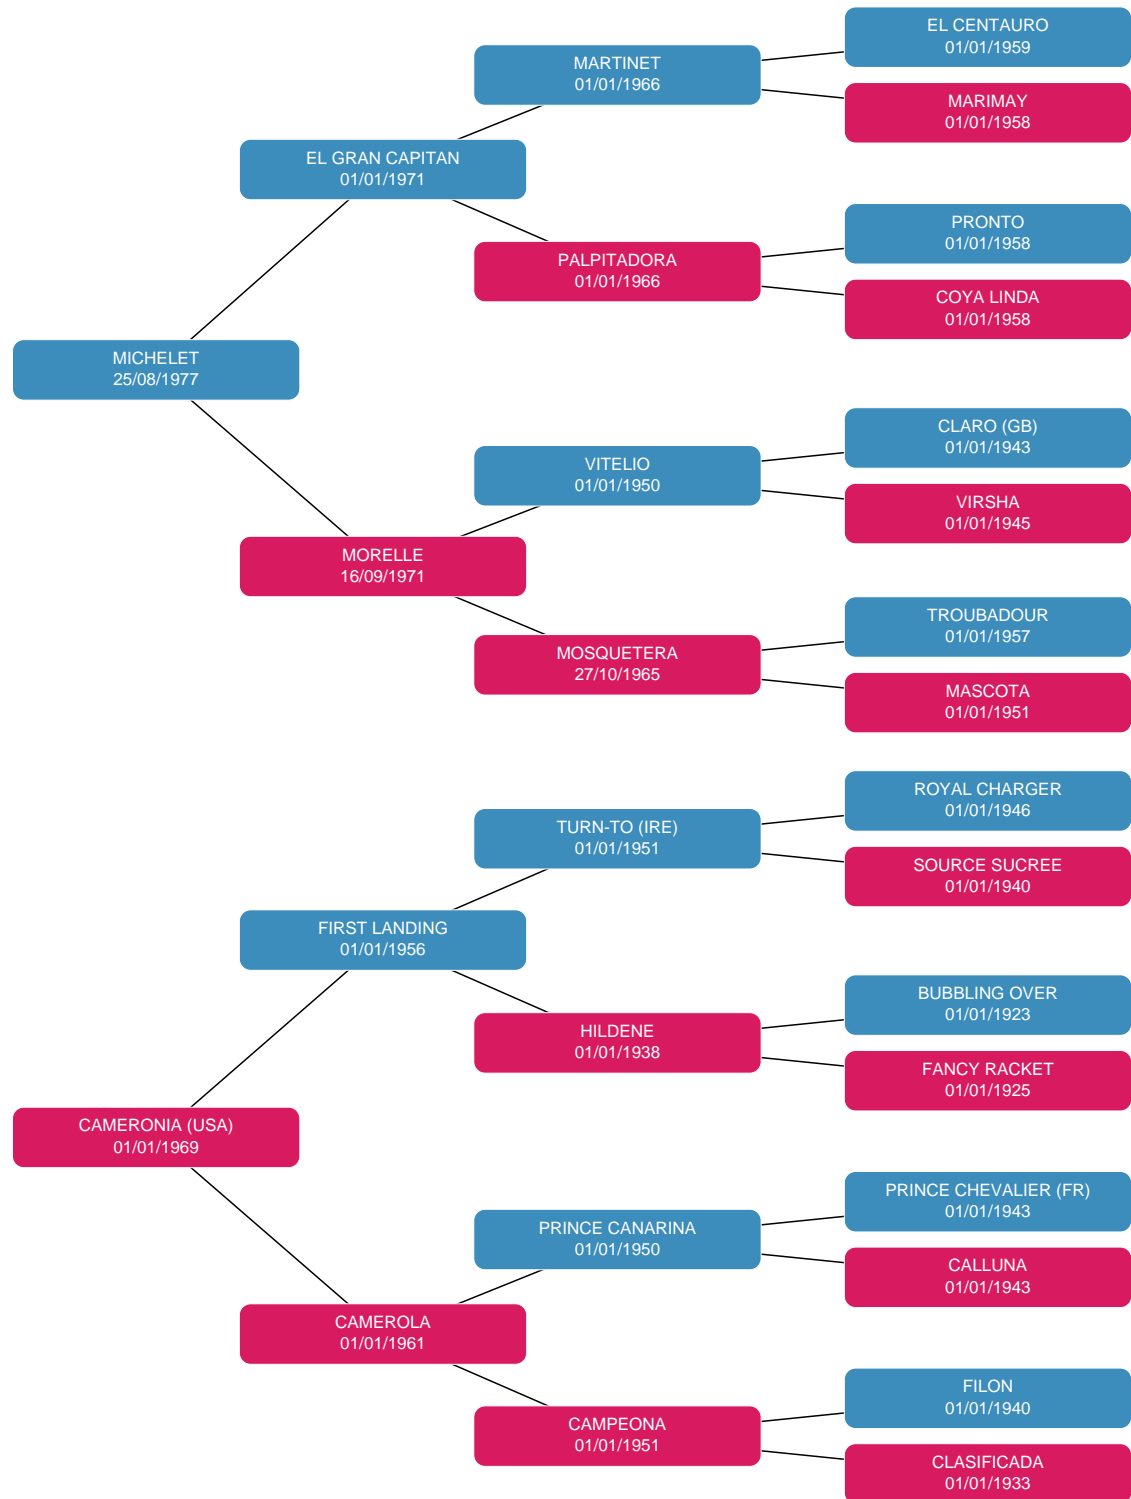 EL CENTAURO
01/01/1959
MARTINET
01/01/1966
MARIMAY
01/01/1958
EL GRAN CAPITAN
01/01/1971
PRONTO
01/01/1958
PALPITADORA
01/01/1966
COYA LINDA
01/01/1958
MICHELET
25/08/1977
CLARO (GB)
01/01/1943
VITELIO
01/01/1950
VIRSHA
01/01/1945
MORELLE
16/09/1971
TROUBADOUR
01/01/1957
MOSQUETERA
27/10/1965
MASCOTA
01/01/1951
ROYAL CHARGER
01/01/1946
TURN-TO (IRE)
01/01/1951
SOURCE SUCREE
01/01/1940
FIRST LANDING
01/01/1956
BUBBLING OVER
01/01/1923
HILDENE
01/01/1938
FANCY RACKET
01/01/1925
CAMERONIA (USA)
01/01/1969
PRINCE CHEVALIER (FR)
01/01/1943
PRINCE CANARINA
01/01/1950
CALLUNA
01/01/1943
CAMEROLA
01/01/1961
FILON
01/01/1940
CAMPEONA
01/01/1951
CLASIFICADA
01/01/1933